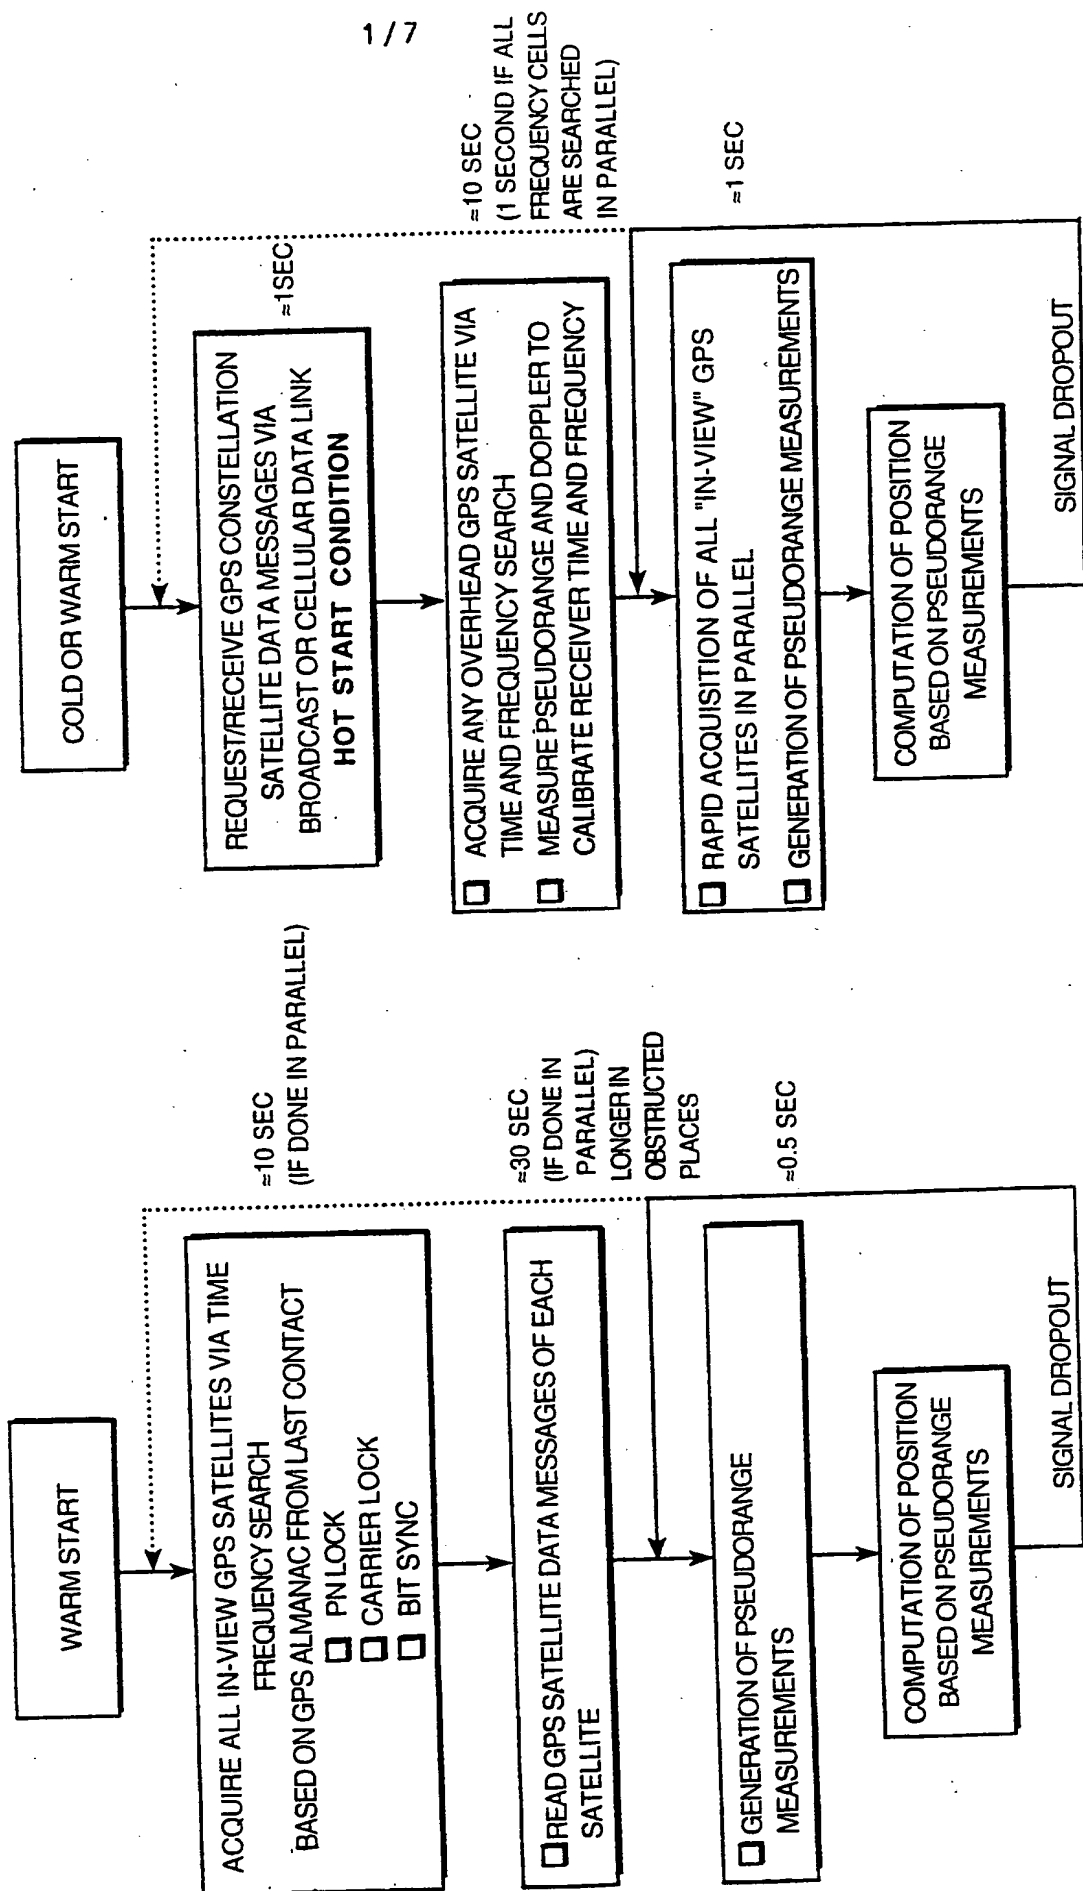 1 / 7
WARM START
ACQUIRE ALL IN-VIEW GPS SATELLITES VIA TIME
FREQUENCY SEARCH
BASED ON GPS ALMANAC FROM LAST CONTACT
PN LOCK
CARRIER LOCK
BIT SYNC
≈10 SEC
(IF DONE IN PARALLEL)
READ GPS SATELLITE DATA MESSAGES OF EACH
SATELLITE
≈30 SEC
(IF DONE IN
PARALLEL)
LONGER IN
OBSTRUCTED
PLACES
GENERATION OF PSEUDORANGE
MEASUREMENTS
≈0.5 SEC
COMPUTATION OF POSITION
BASED ON PSEUDORANGE
MEASUREMENTS
SIGNAL DROPOUT
COLD OR WARM START
REQUEST/RECEIVE GPS CONSTELLATION
SATELLITE DATA MESSAGES VIA
BROADCAST OR CELLULAR DATA LINK
HOT START CONDITION
≈1SEC
ACQUIRE ANY OVERHEAD GPS SATELLITE VIA
TIME AND FREQUENCY SEARCH
MEASURE PSEUDORANGE AND DOPPLER TO
CALIBRATE RECEIVER TIME AND FREQUENCY
≈10 SEC
(1 SECOND IF ALL
FREQUENCY CELLS
ARE SEARCHED
IN PARALLEL)
RAPID ACQUISITION OF ALL "IN-VIEW" GPS
SATELLITES IN PARALLEL
GENERATION OF PSEUDORANGE MEASUREMENTS
≈1 SEC
COMPUTATION OF POSITION
BASED ON PSEUDORANGE
MEASUREMENTS
SIGNAL DROPOUT